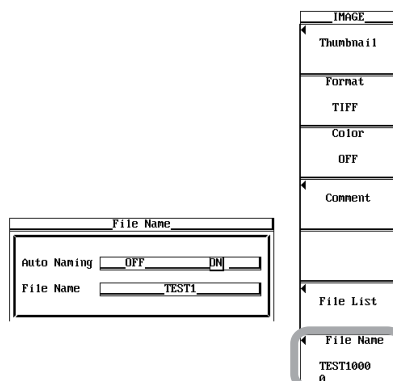 IMAGE
Thumbnail
Format
TIFF
Color
OFF
Comment
File Name
Auto Naming OFF ON
File Name TEST1
File List
File Name
TEST1000
0